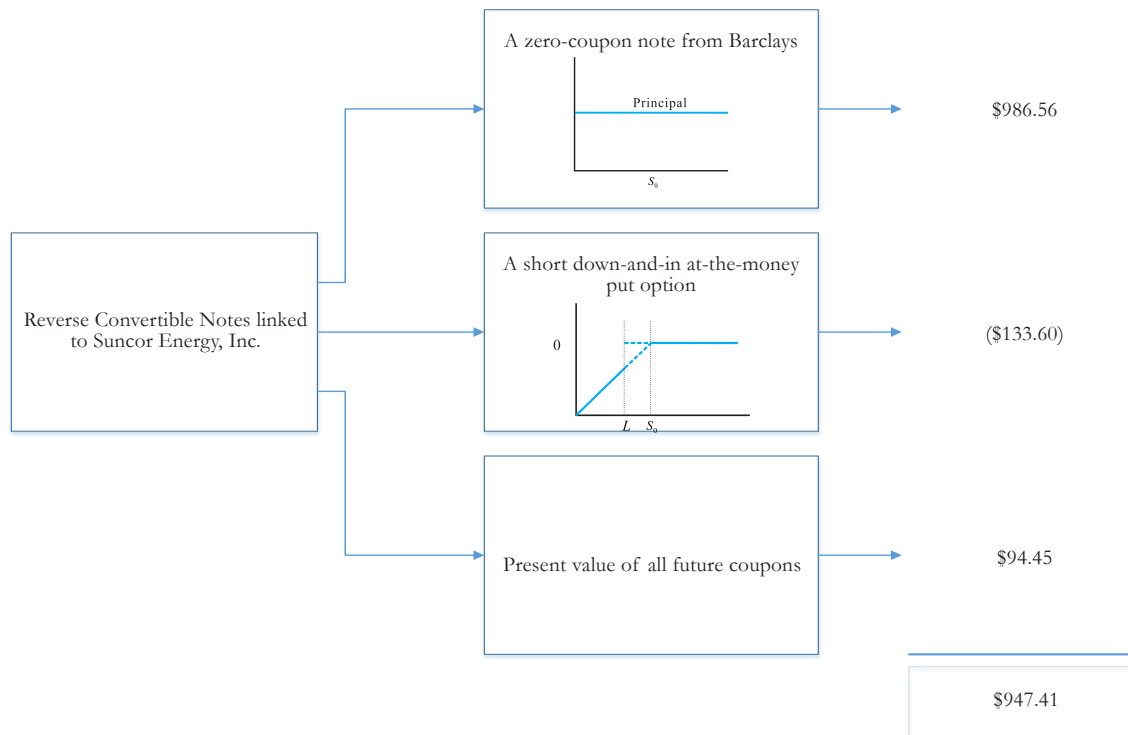 A zero-coupon note from Barclays
Principal
S₀
$986.56
Reverse Convertible Notes linked
to Suncor Energy, Inc.
A short down-and-in at-the-money
put option
0
L S₀
($133.60)
Present value of all future coupons
$94.45
$947.41